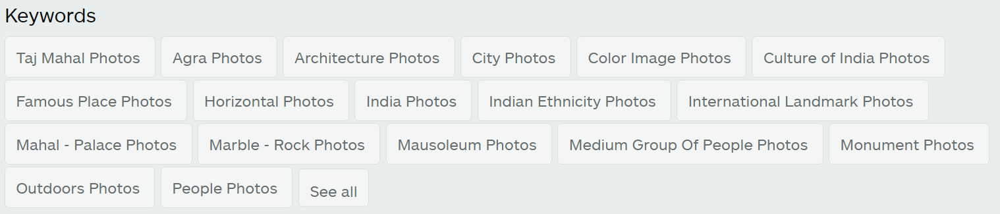 Keywords
Taj Mahal Photos Agra Photos Architecture Photos City Photos Color Image Photos Culture of India Photos
Famous Place Photos Horizontal Photos India Photos Indian Ethnicity Photos International Landmark Photos
Mahal - Palace Photos Marble - Rock Photos Mausoleum Photos Medium Group Of People Photos Monument Photos
Outdoors Photos People Photos See all